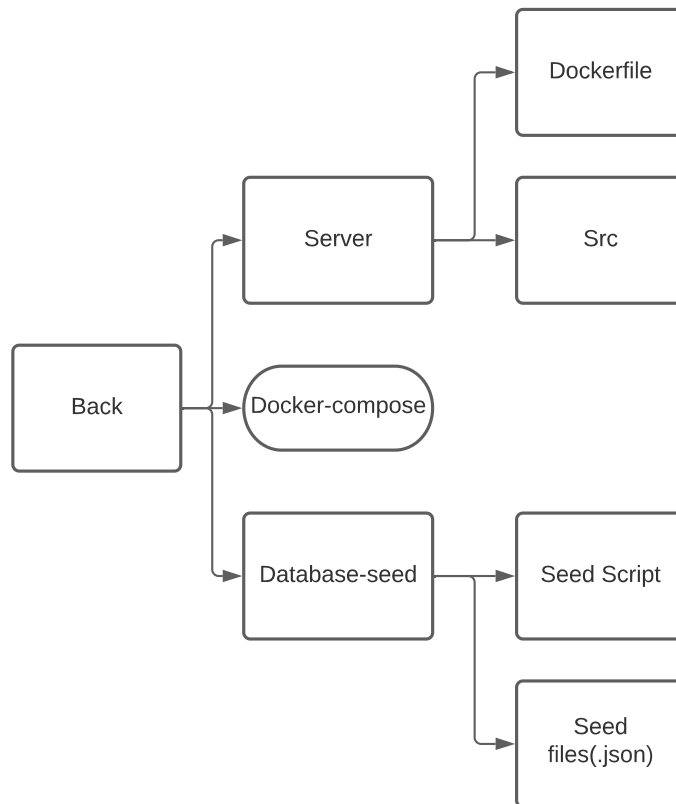 Dockerfile
Server
Src
Back
Docker-compose
Database-seed
Seed Script
Seed
files(.json)